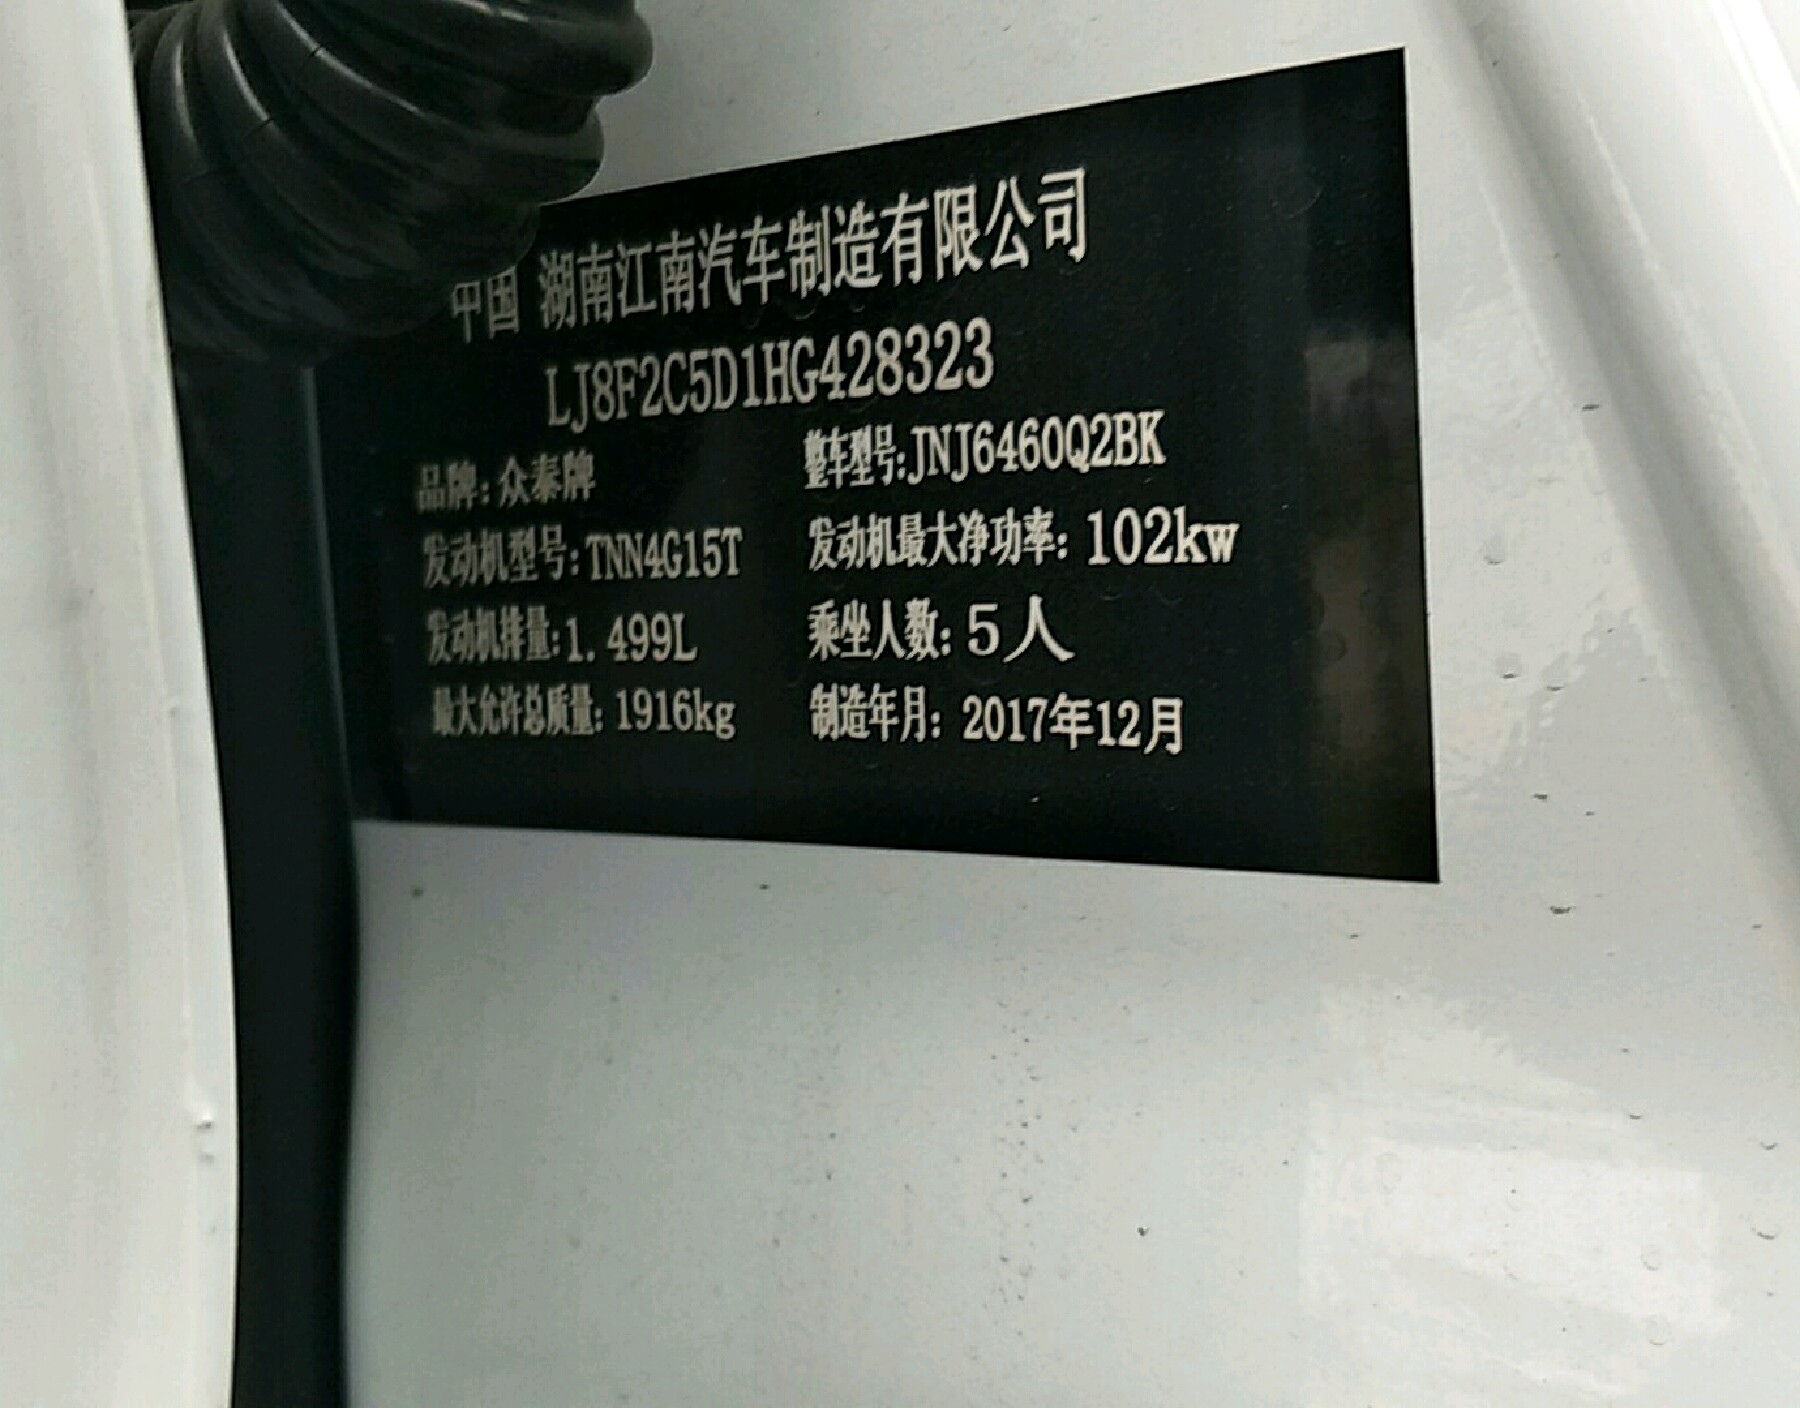 中国 湖南江南汽车制造有限公司
LJ8F2C5D1HG428323
品牌:众泰牌 整车型号:JNJ6460Q2BK
发动机型号:TNN4G15T 发动机最大净功率:102kw
发动机排量:1.499L 乘坐人数:5人
最大允许总质量:1916kg 制造年月:2017年12月